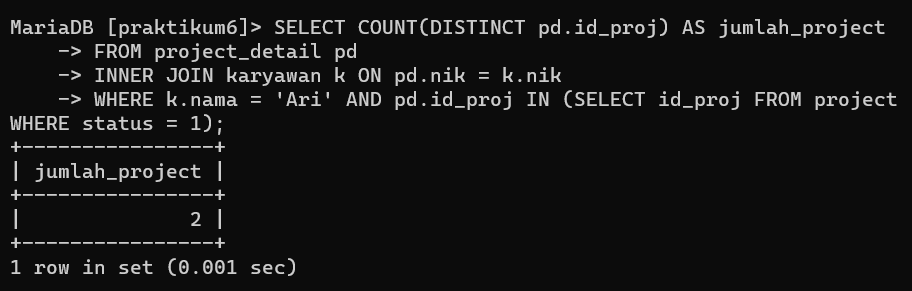 MariaDB [praktikum6]> SELECT COUNT(DISTINCT pd.id_proj) AS jumlah_project
    -> FROM project_detail pd
    -> INNER JOIN karyawan k ON pd.nik = k.nik
    -> WHERE k.nama = 'Ari' AND pd.id_proj IN (SELECT id_proj FROM project
WHERE status = 1);
+----------------+
| jumlah_project |
+----------------+
|              2 |
+----------------+
1 row in set (0.001 sec)